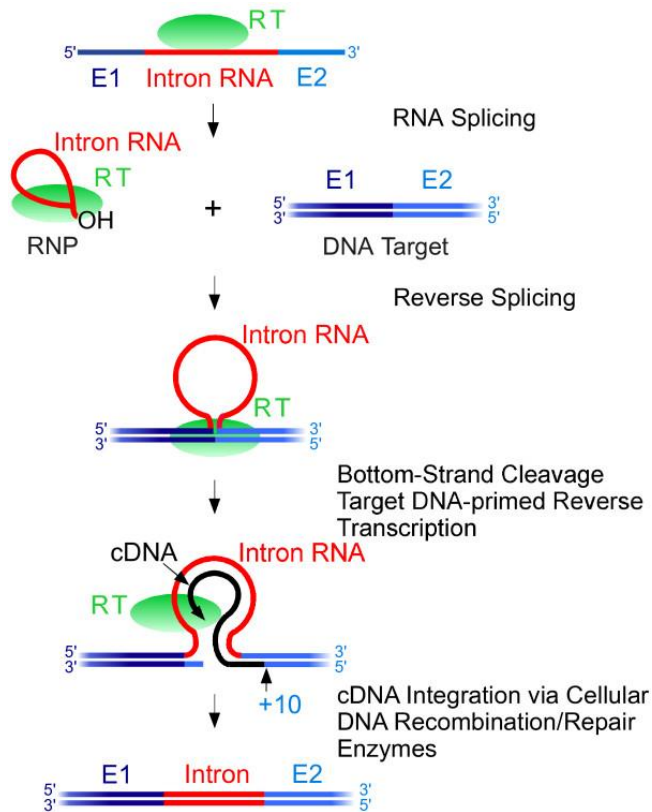 RT
5' 3'
E1 Intron RNA E2
RNA Splicing
Intron RNA
RT
OH
RNP
+
E1 E2
5' 3'
3' 5'
DNA Target
Reverse Splicing
Intron RNA
RT
5' 3'
3' 5'
Bottom-Strand Cleavage
Target DNA-primed Reverse
Transcription
cDNA
Intron RNA
RT
5' 3'
3' 5'
+10
cDNA Integration via Cellular
DNA Recombination/Repair
Enzymes
E1 Intron E2
5' 3'
3' 5'